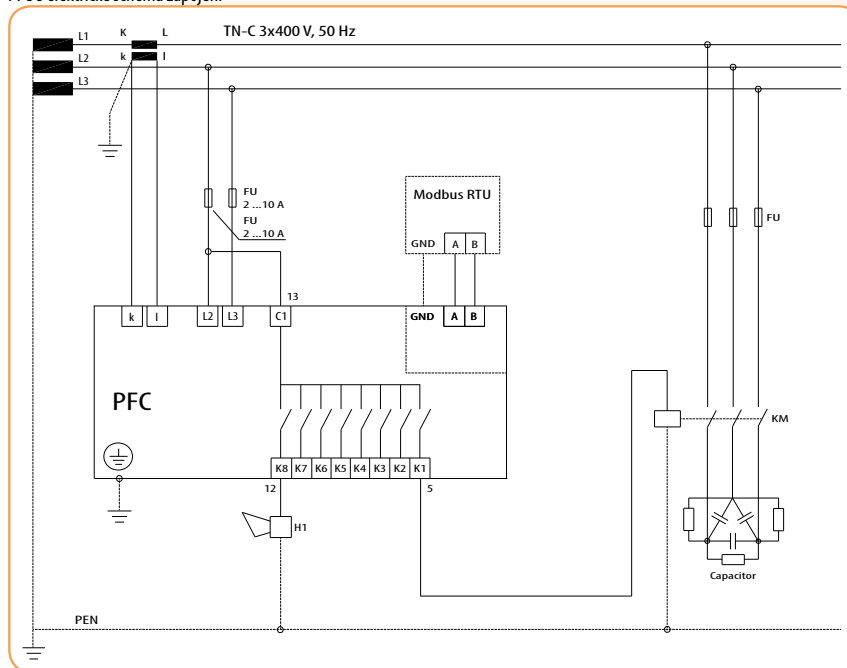 L1 K L TN-C 3x400 V, 50 Hz
L2 k l
L3
FU
2 ...10 A
FU
2 ...10 A
Modbus RTU
GND A B
FU
13
k l L2 L3 C1 GND A B
PFC
KM
K8 K7 K6 K5 K4 K3 K2 K1
12 5
H1
Capacitor
PEN